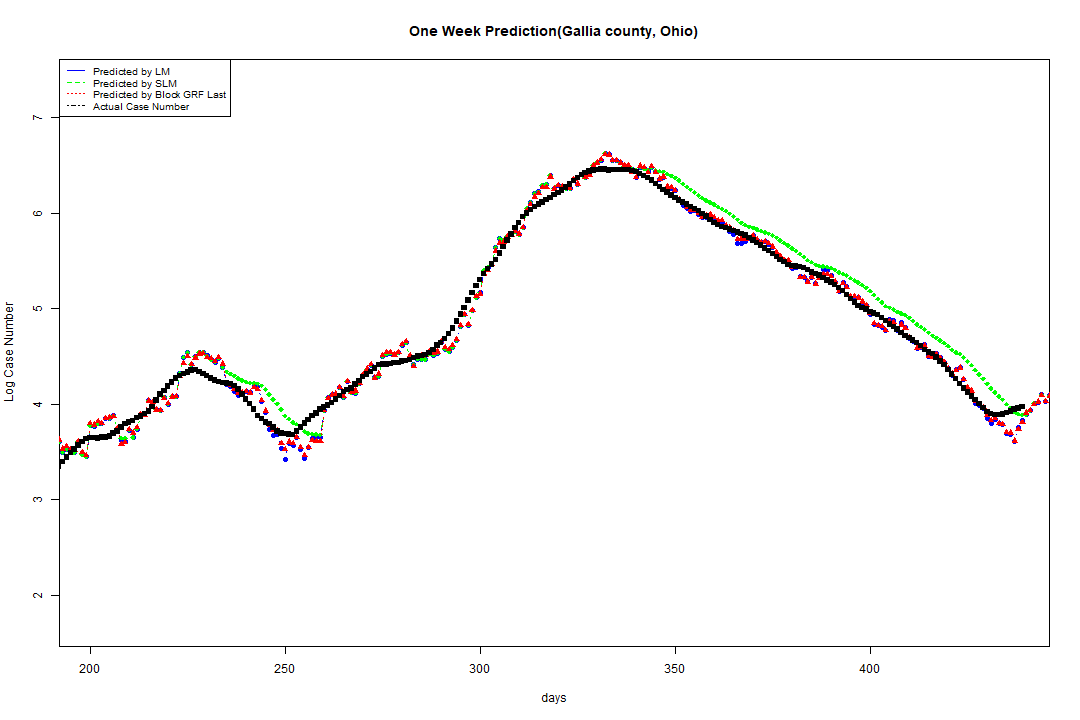 One Week Prediction(Gallia county, Ohio)
Predicted by LM
Predicted by SLM
Predicted by Block GRF Last
Actual Case Number
Log Case Number
7
6
5
4
3
2
200 250 300 350 400
days